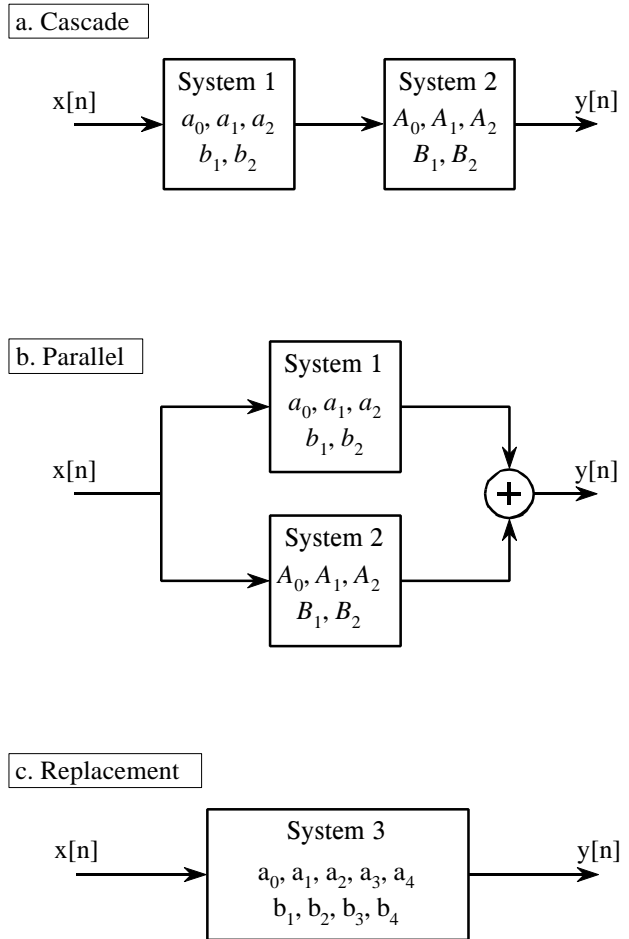 a. Cascade
System 1
System 2
x[n]
y[n]
a₀, a₁, a₂
A₀, A₁, A₂
b₁, b₂
B₁, B₂
b. Parallel
System 1
a₀, a₁, a₂
b₁, b₂
x[n]
+
y[n]
System 2
A₀, A₁, A₂
B₁, B₂
c. Replacement
System 3
x[n]
y[n]
a₀, a₁, a₂, a₃, a₄
b₁, b₂, b₃, b₄